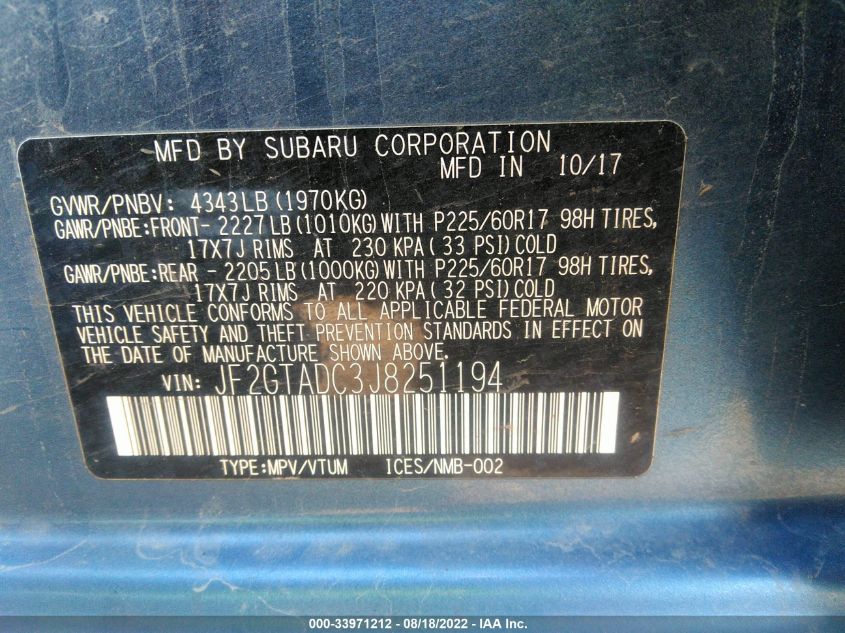 MFD BY SUBARU CORPORATION
MFD IN 10/17
GVWR/PNBV: 4343LB(1970KG)
GAWR/PNBE:FRONT- 2227LB(1010KG)WITH P225/60R17 98H TIRES,
17X7J RIMS AT 230 KPA( 33 PSI)COLD
GAWR/PNBE:REAR - 2205LB(1000KG)WITH P225/60R17 98H TIRES,
17X7J RIMS AT 220 KPA( 32 PSI)COLD
THIS VEHICLE CONFORMS TO ALL APPLICABLE FEDERAL MOTOR
VEHICLE SAFETY AND THEFT PREVENTION STANDARDS IN EFFECT ON
THE DATE OF MANUFACTURE SHOWN ABOVE.
VIN: JF2GTADC3J8251194
TYPE:MPV/VTUM ICES/NMB-002
000-33971212 - 08/18/2022 - IAA Inc.